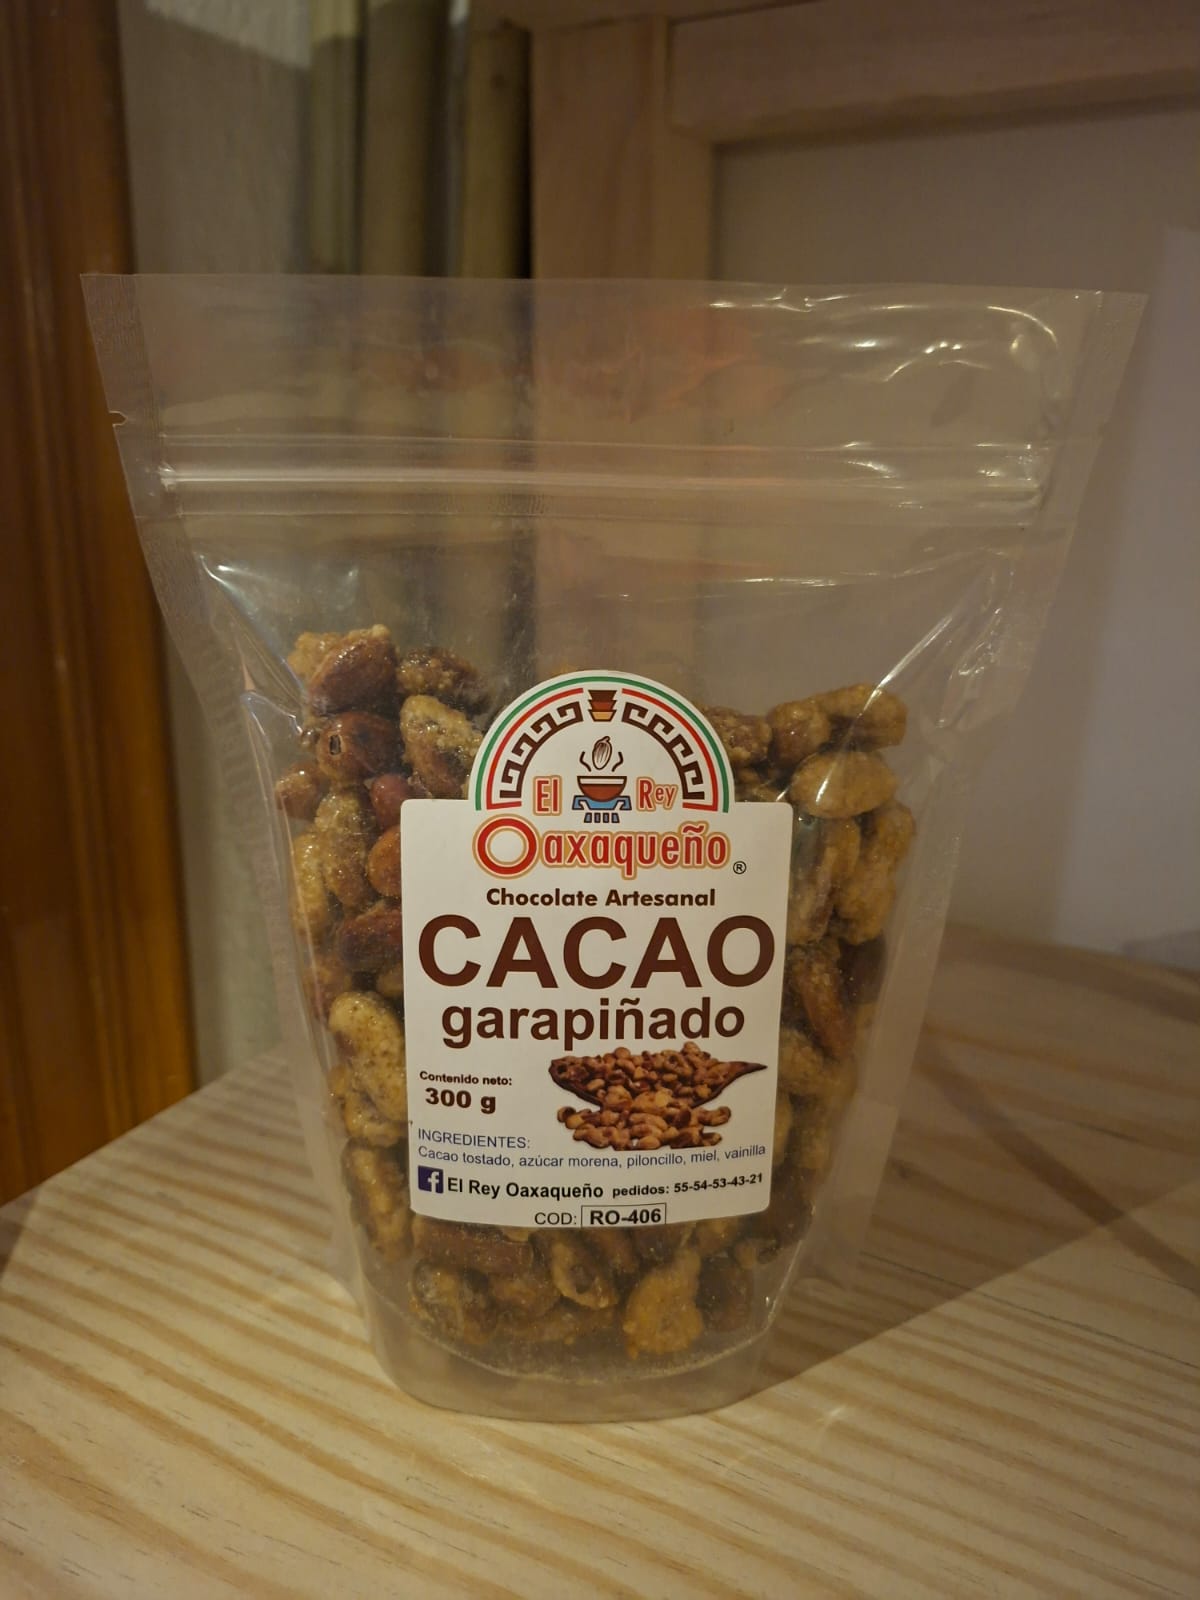 El Rey
Oaxaqueño ®
Chocolate Artesanal
CACAO
garapiñado
Contenido neto:
300 g
INGREDIENTES:
Cacao tostado, azúcar morena, piloncillo, miel, vainilla
f El Rey Oaxaqueño pedidos: 55-54-53-43-21
COD: RO-406